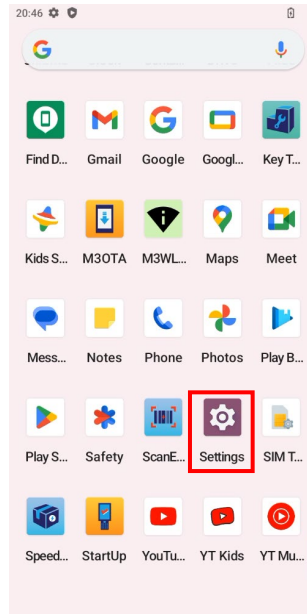 20:46
Find D...
Gmail
Google
Googl...
Key T...
Kids S...
M3OTA
M3WL...
Maps
Meet
Mess...
Notes
Phone
Photos
Play B...
Play S...
Safety
ScanE...
Settings
SIM T...
Speed...
StartUp
YouTu...
YT Kids
YT Mu...